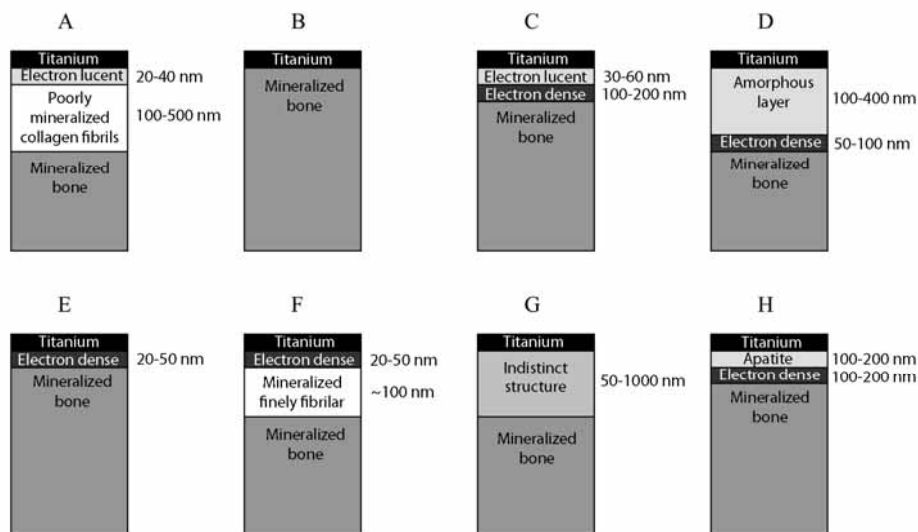 A
Titanium
Electron lucent 20-40 nm
Poorly
mineralized
collagen fibrils
100-500 nm
Mineralized
bone
B
Titanium
Mineralized
bone
C
Titanium
Electron lucent 30-60 nm
Electron dense 100-200 nm
Mineralized
bone
D
Titanium
Amorphous
layer
100-400 nm
Electron dense 50-100 nm
Mineralized
bone
E
Titanium
Electron dense 20-50 nm
Mineralized
bone
F
Titanium
Electron dense 20-50 nm
Mineralized
finely fibrilar
~100 nm
Mineralized
bone
G
Titanium
Indistinct
structure
50-1000 nm
Mineralized
bone
H
Titanium
Apatite 100-200 nm
Electron dense 100-200 nm
Mineralized
bone